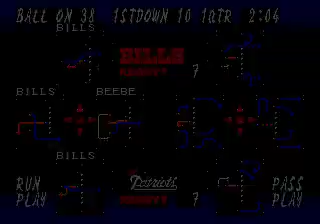 BALL ON 38 1STDOWN 10 1QTR 2:04
BILLS
BILLS
7
BILLS BEEBE
BILLS
RUN PLAY
Patriots
7
PASS PLAY